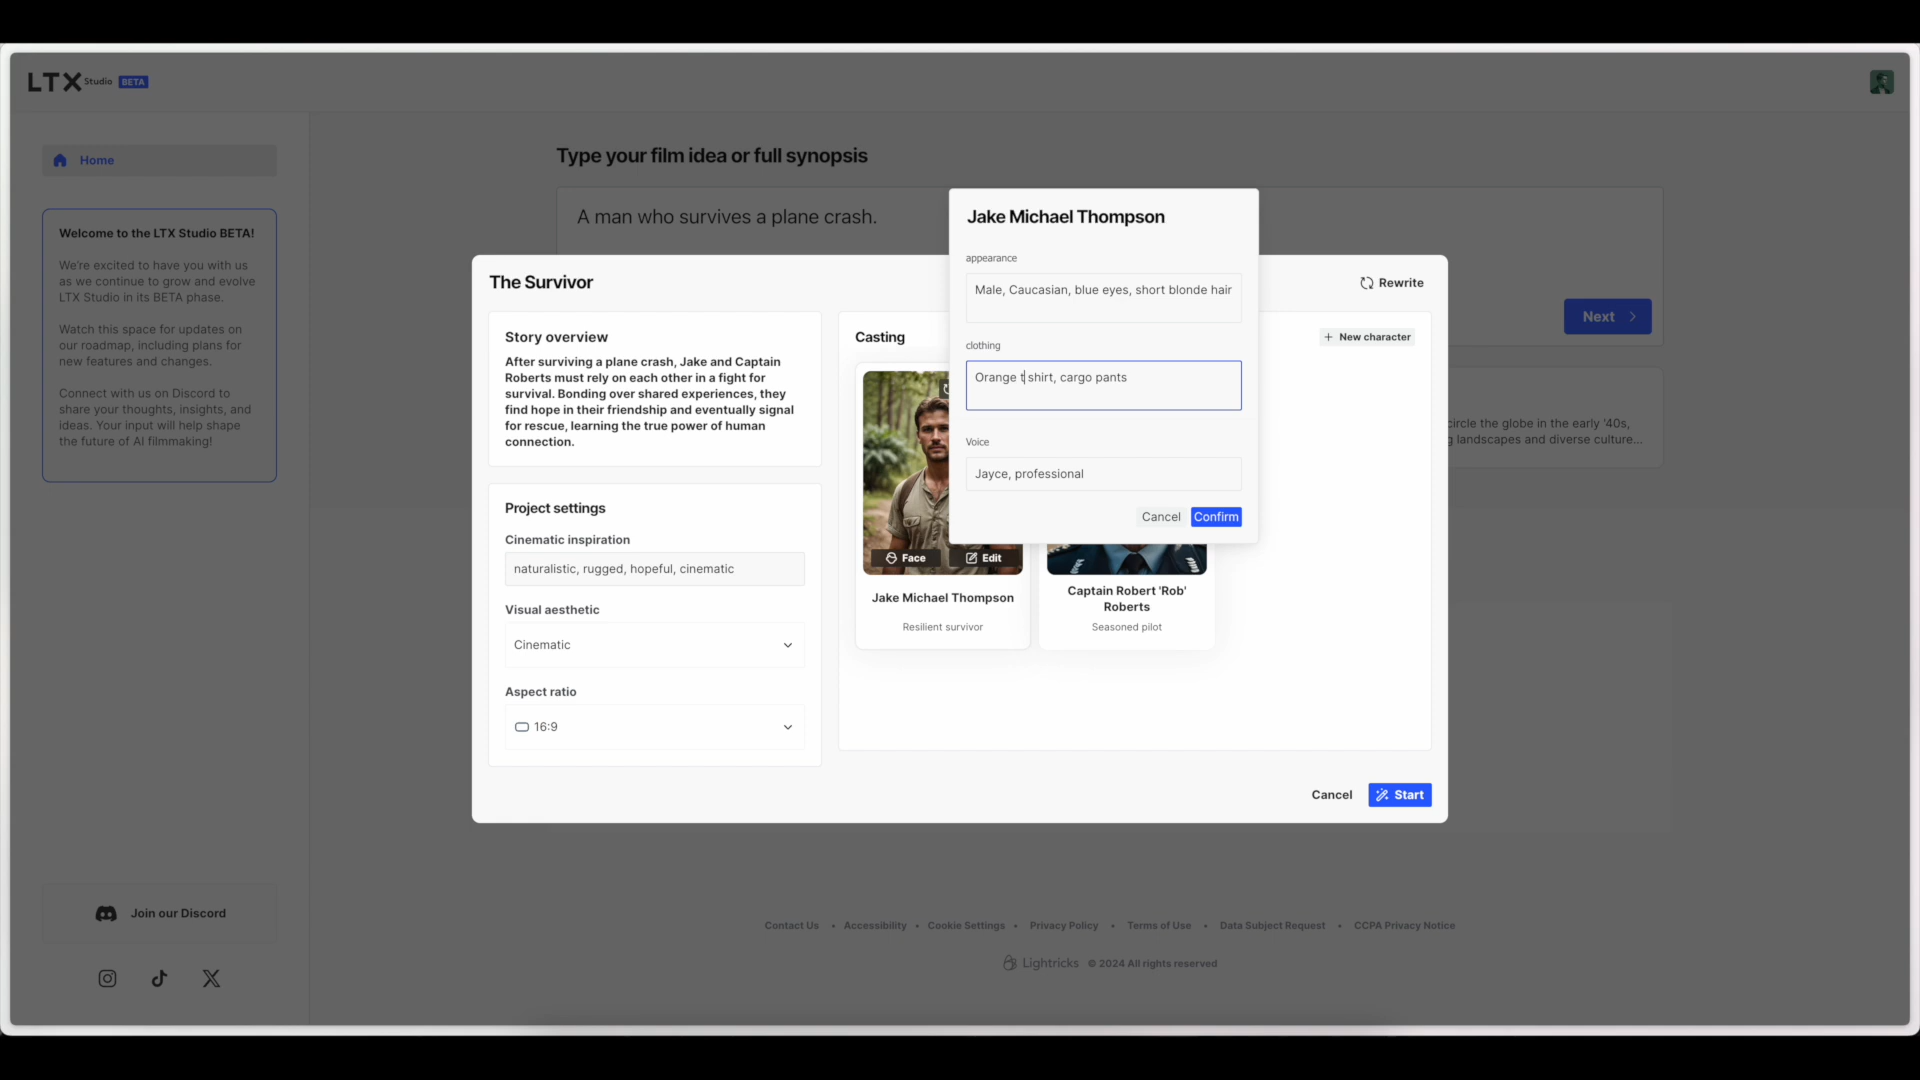 LTX Studio BETA
Home
Welcome to the LTX Studio BETA!
We're excited to have you with us
as we continue to grow and evolve
LTX Studio in its BETA phase.
Watch this space for updates on
our roadmap, including plans for
new features and changes.
Connect with us on Discord to
share your thoughts, insights, and
ideas. Your input will help shape
the future of AI filmmaking!
Join our Discord
Type your film idea or full synopsis
A man who survives a plane crash.
Next
circle the globe in the early '40s,
landscapes and diverse culture...
The Survivor
Rewrite
Story overview
After surviving a plane crash, Jake and Captain
Roberts must rely on each other in a fight for
survival. Bonding over shared experiences, they
find hope in their friendship and eventually signal
for rescue, learning the true power of human
connection.
Project settings
Cinematic inspiration
naturalistic, rugged, hopeful, cinematic
Visual aesthetic
Cinematic
Aspect ratio
16:9
Casting
+ New character
Face
Edit
Jake Michael Thompson
Resilient survivor
Captain Robert 'Rob'
Roberts
Seasoned pilot
Jake Michael Thompson
appearance
Male, Caucasian, blue eyes, short blonde hair
clothing
Orange t shirt, cargo pants
Voice
Jayce, professional
Cancel
Confirm
Cancel
Start
Contact Us • Accessibility • Cookie Settings • Privacy Policy • Terms of Use • Data Subject Request • CCPA Privacy Notice
Lightricks © 2024 All rights reserved